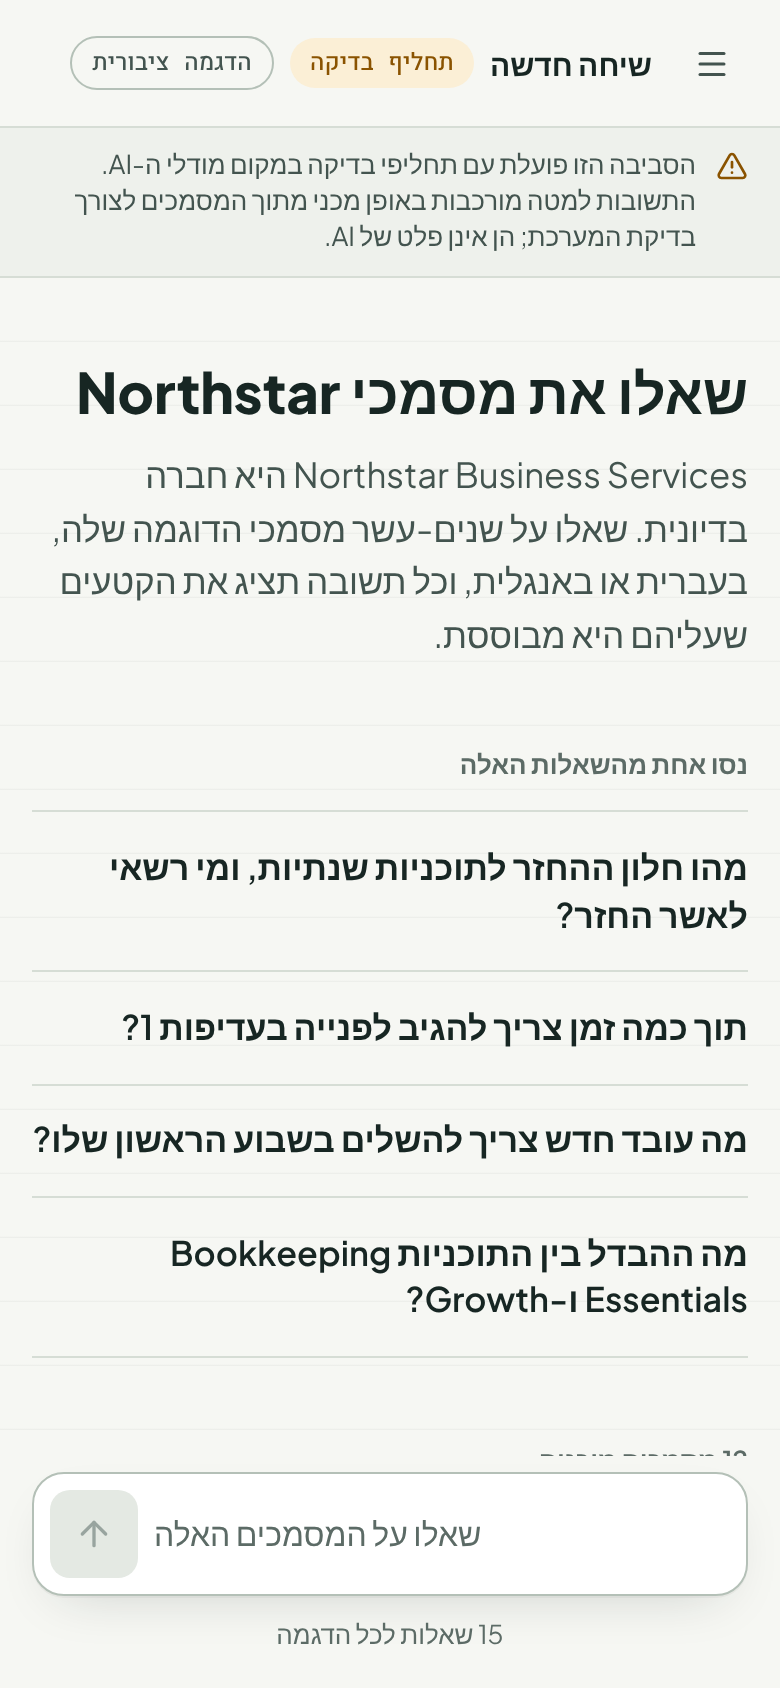 שיחה חדשה
תחליף בדיקה
הדגמה ציבורית
הסביבה הזו פועלת עם תחליפי בדיקה במקום מודלי ה-AI.
התשובות למטה מורכבות באופן מכני מתוך המסמכים לצורך
בדיקת המערכת; הן אינן פלט של AI.
שאלו את מסמכי Northstar
Northstar Business Services היא חברה
בדיונית. שאלו על שנים-עשר מסמכי הדוגמה שלה,
בעברית או באנגלית, וכל תשובה תציג את הקטעים
שעליהם היא מבוססת.
נסו אחת מהשאלות האלה
מהו חלון ההחזר לתוכניות שנתיות, ומי רשאי
לאשר החזר?
תוך כמה זמן צריך להגיב לפנייה בעדיפות 1?
מה עובד חדש צריך להשלים בשבוע הראשון שלו?
מה ההבדל בין התוכניות Bookkeeping
Essentials ו-Growth?
שאלו על המסמכים האלה
15 שאלות לכל הדגמה